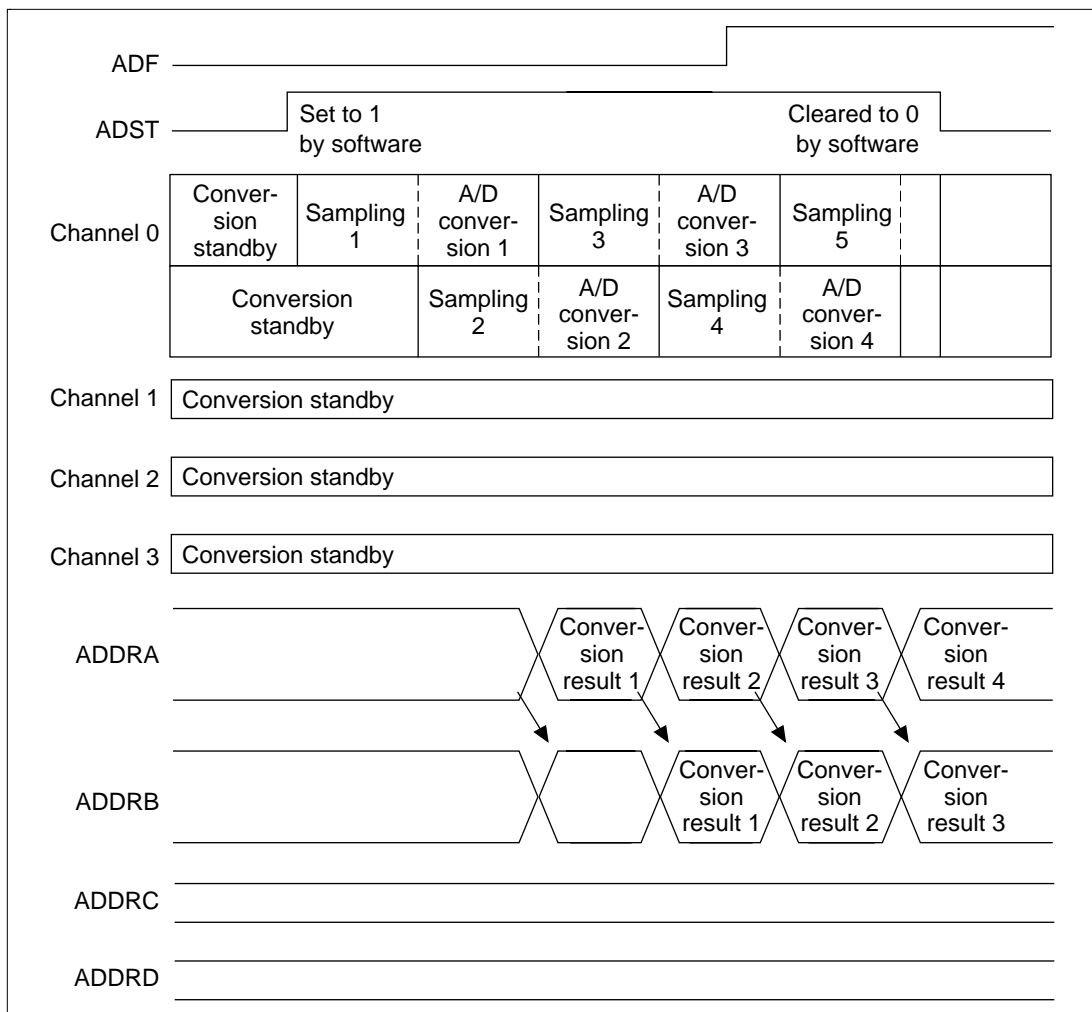 ADF
ADST
Set to 1
by software
Cleared to 0
by software
Channel 0
Conver-
sion
standby
Sampling
1
A/D
conver-
sion 1
Sampling
3
A/D
conver-
sion 3
Sampling
5
Conversion
standby
Sampling
2
A/D
conver-
sion 2
Sampling
4
A/D
conver-
sion 4
Channel 1
Conversion standby
Channel 2
Conversion standby
Channel 3
Conversion standby
ADDRA
Conver-
sion
result 1
Conver-
sion
result 2
Conver-
sion
result 3
Conver-
sion
result 4
ADDRB
Conver-
sion
result 1
Conver-
sion
result 2
Conver-
sion
result 3
ADDRC
ADDRD